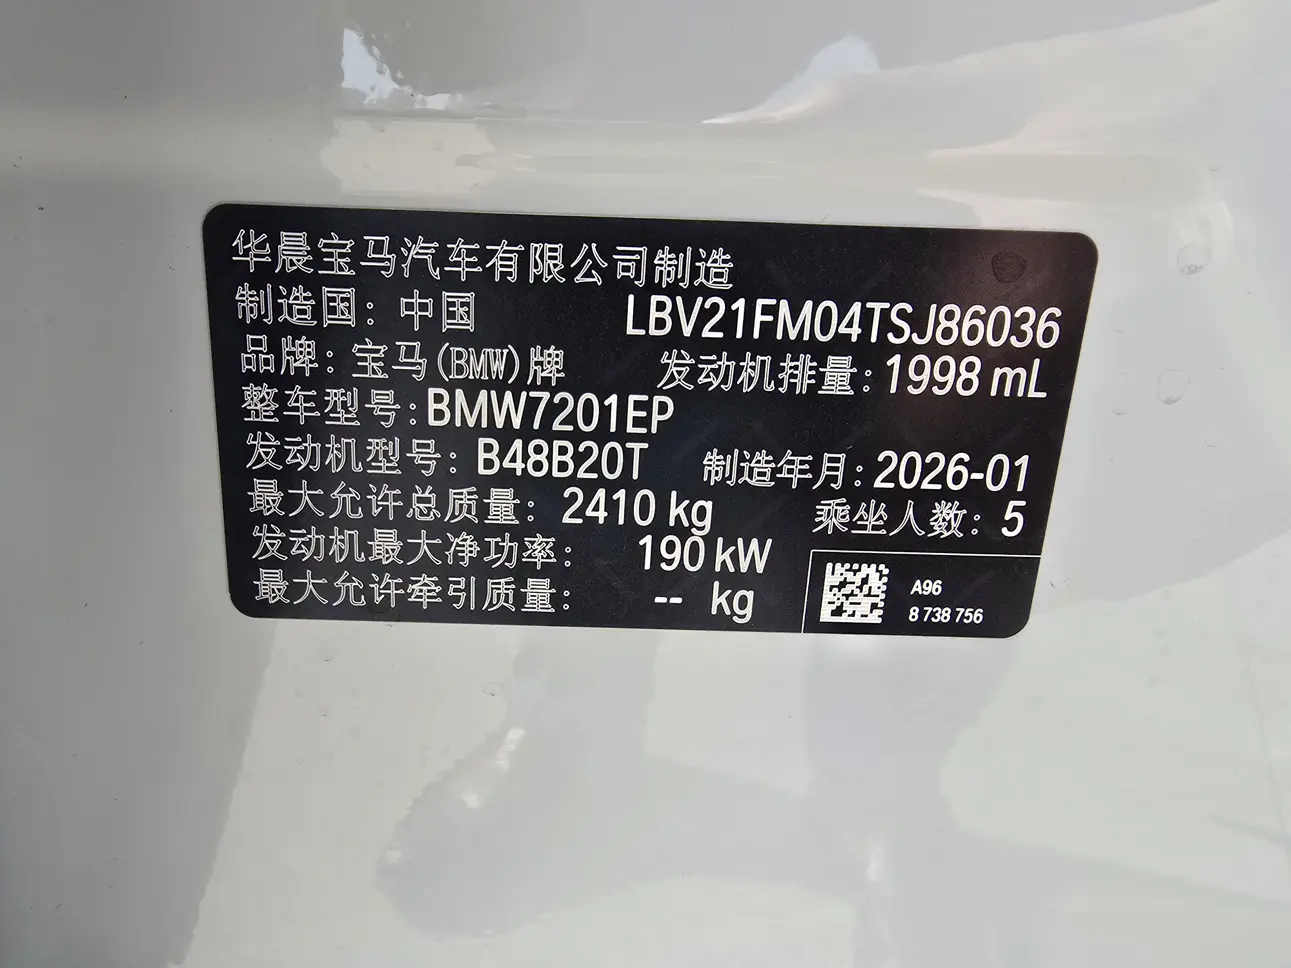 华晨宝马汽车有限公司制造
制造国：中国
LBV21FM04TSJ86036
品牌：宝马(BMW)牌
发动机排量：1998 mL
整车型号：BMW7201EP
发动机型号：B48B20T
制造年月：2026-01
最大允许总质量：2410 kg
乘坐人数：5
发动机最大净功率：190 kW
最大允许牵引质量：-- kg
A96
8 738 756